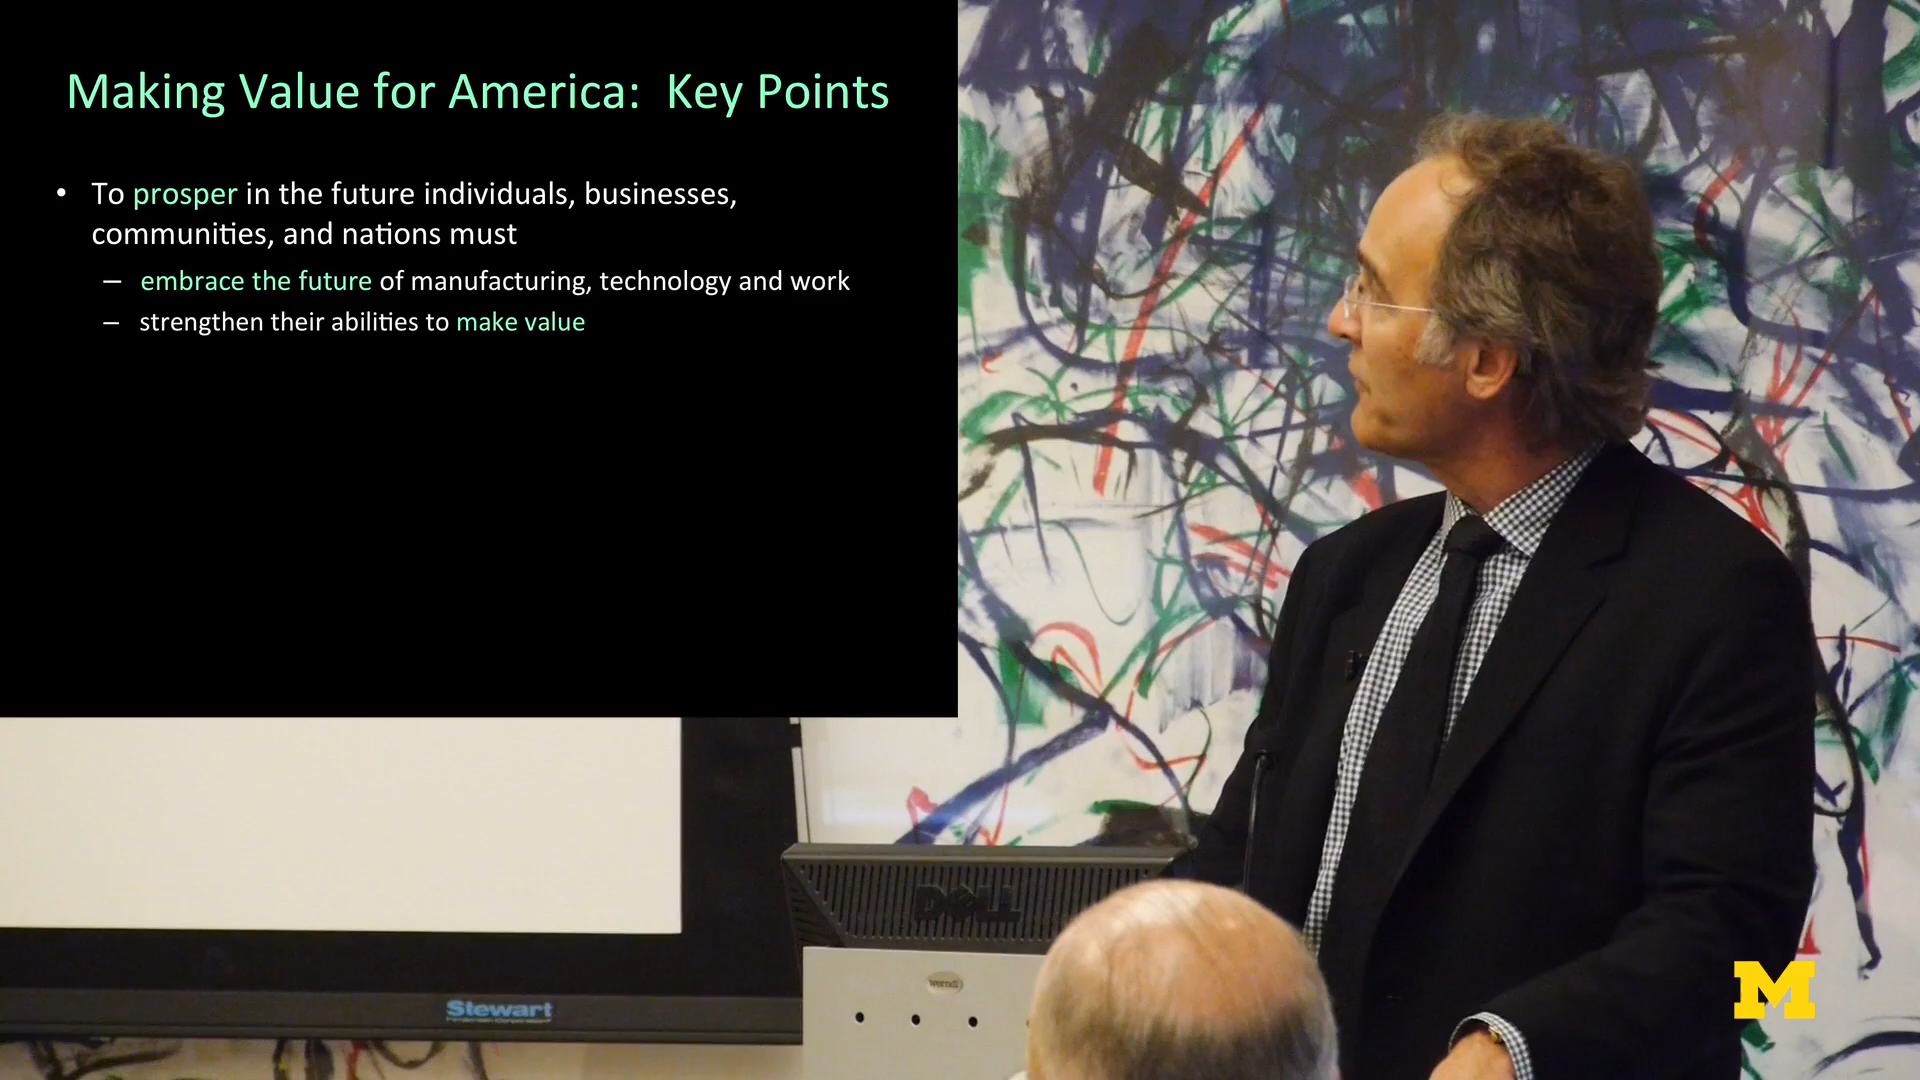 Making Value for America: Key Points
• To prosper in the future individuals, businesses,
communities, and nations must
– embrace the future of manufacturing, technology and work
– strengthen their abilities to make value
DELL
Stewart
M